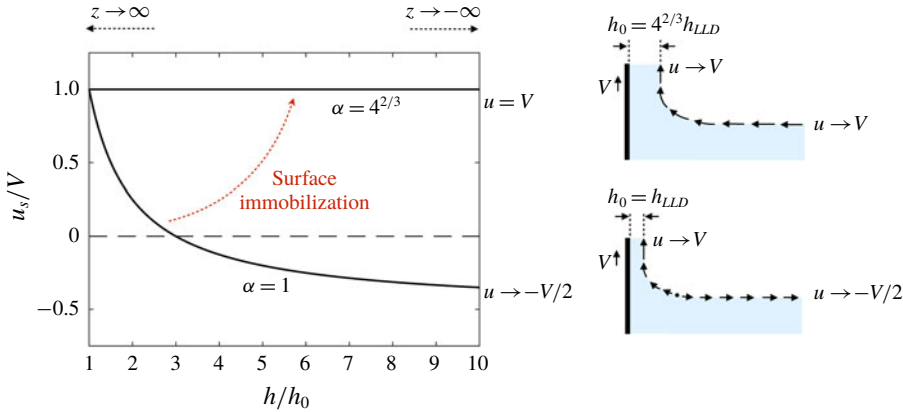 z → ∞ z → −∞
1.0
0.5
0
−0.5
u_s/V
α = 4^{2/3}
u = V
Surface
immobilization
α = 1
u → −V/2
1 2 3 4 5 6 7 8 9 10
h/h_0
h_0 = 4^{2/3} h_{LLD}
u → V
V
u → V
h_0 = h_{LLD}
u → V
V
u → −V/2